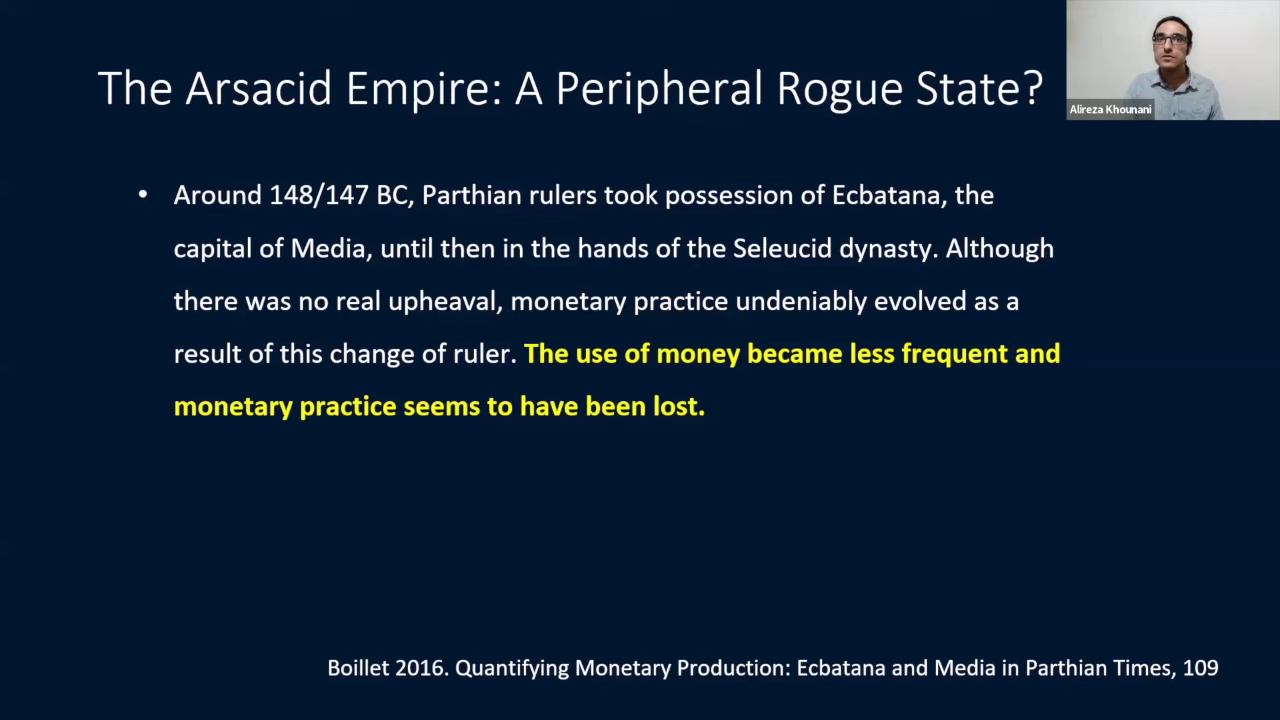 The Arsacid Empire: A Peripheral Rogue State?
Alireza Khounani
• Around 148/147 BC, Parthian rulers took possession of Ecbatana, the
capital of Media, until then in the hands of the Seleucid dynasty. Although
there was no real upheaval, monetary practice undeniably evolved as a
result of this change of ruler. The use of money became less frequent and
monetary practice seems to have been lost.
Boillet 2016. Quantifying Monetary Production: Ecbatana and Media in Parthian Times, 109